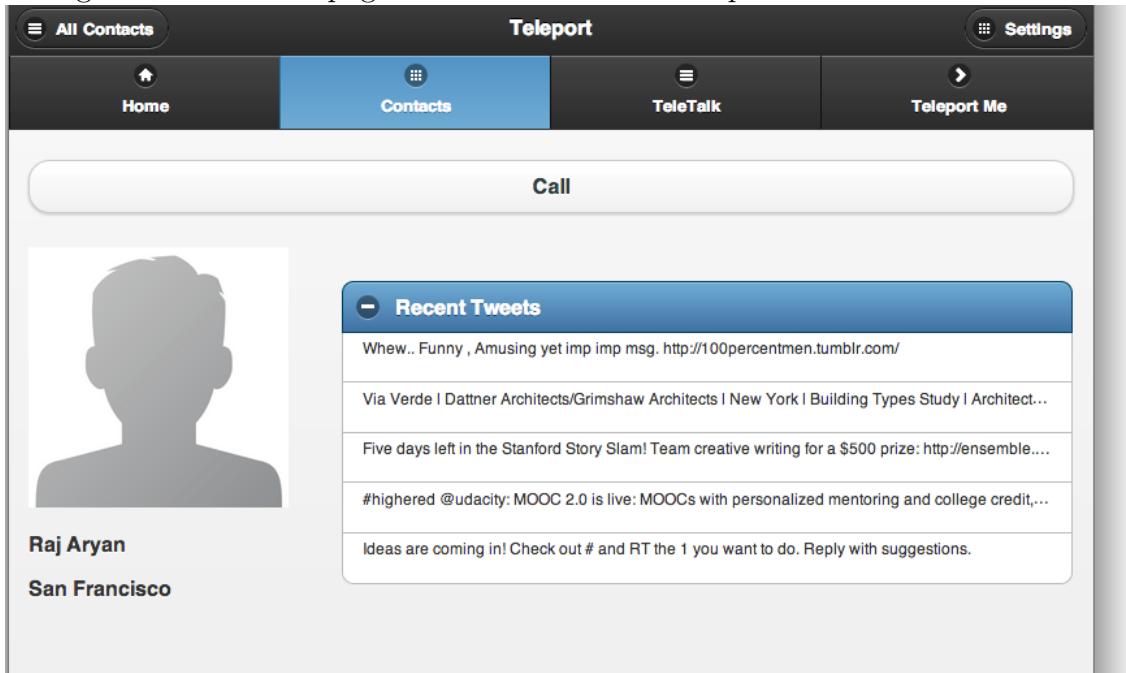 All Contacts
Teleport
Settings
Home
Contacts
TeleTalk
Teleport Me
Call
Recent Tweets
Whew.. Funny , Amusing yet imp imp msg. http://100percentmen.tumblr.com/
Via Verde | Dattner Architects/Grimshaw Architects | New York | Building Types Study | Architect...
Five days left in the Stanford Story Slam! Team creative writing for a $500 prize: http://ensemble....
#highered @udacity: MOOC 2.0 is live: MOOCs with personalized mentoring and college credit,...
Ideas are coming in! Check out # and RT the 1 you want to do. Reply with suggestions.
Raj Aryan
San Francisco